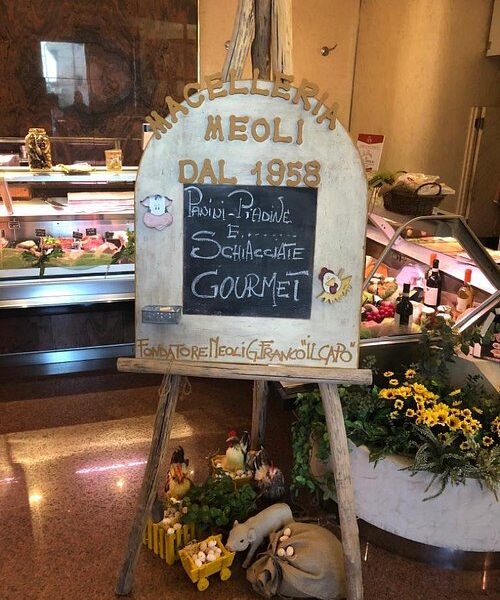 MACELLERIA
MEOLI
DAL 1958
PANINI - PIADINE
E.......
SCHIACCIATE
GOURMET
FONDATORE MEOLI G. FRANCO "IL CAPO"